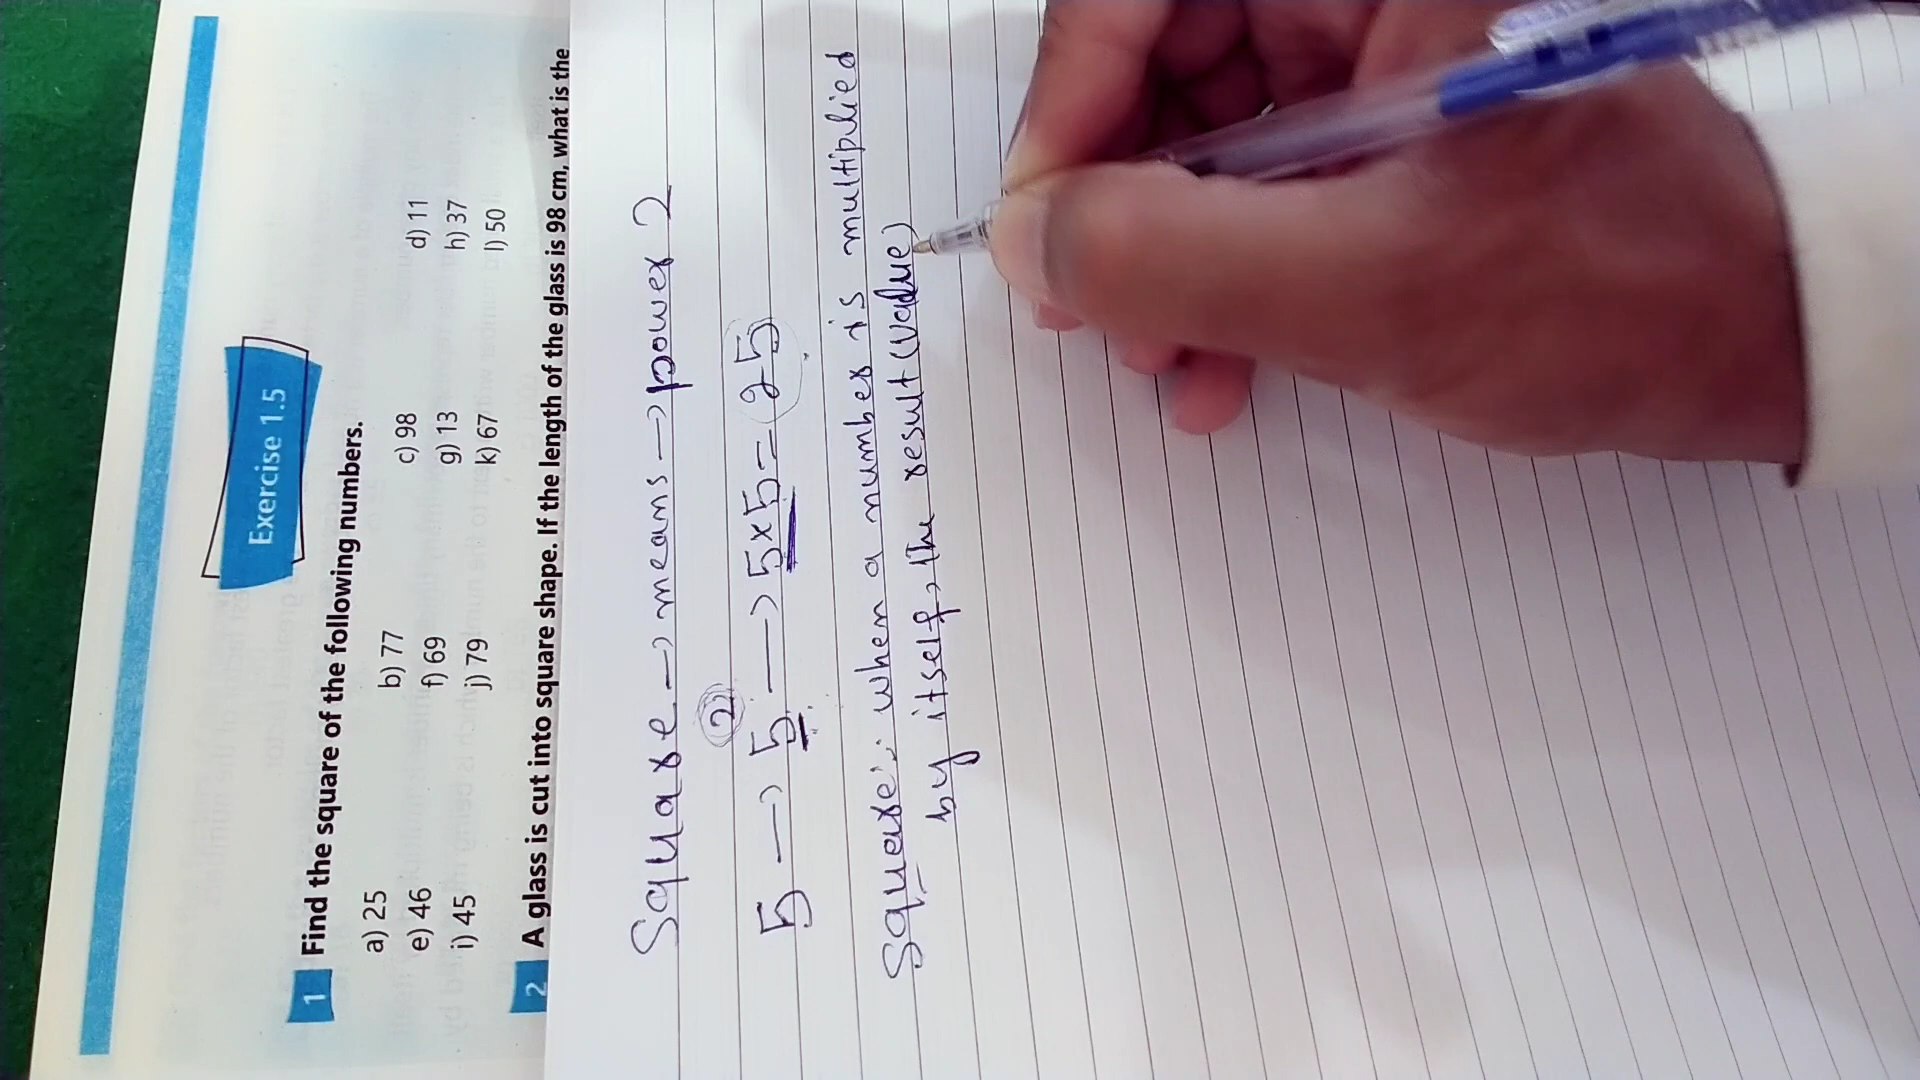 Exercise 1.5
1 Find the square of the following numbers.
a) 25 b) 77 c) 98 d) 11
e) 46 f) 69 g) 13 h) 37
i) 45 j) 79 k) 67 l) 50
2 A glass is cut into square shape. If the length of the glass is 98 cm, what is the
Square → means → power 2
5 → 5² → 5×5 = 25
Square:. when a number is multiplied
by itself, the result (value)